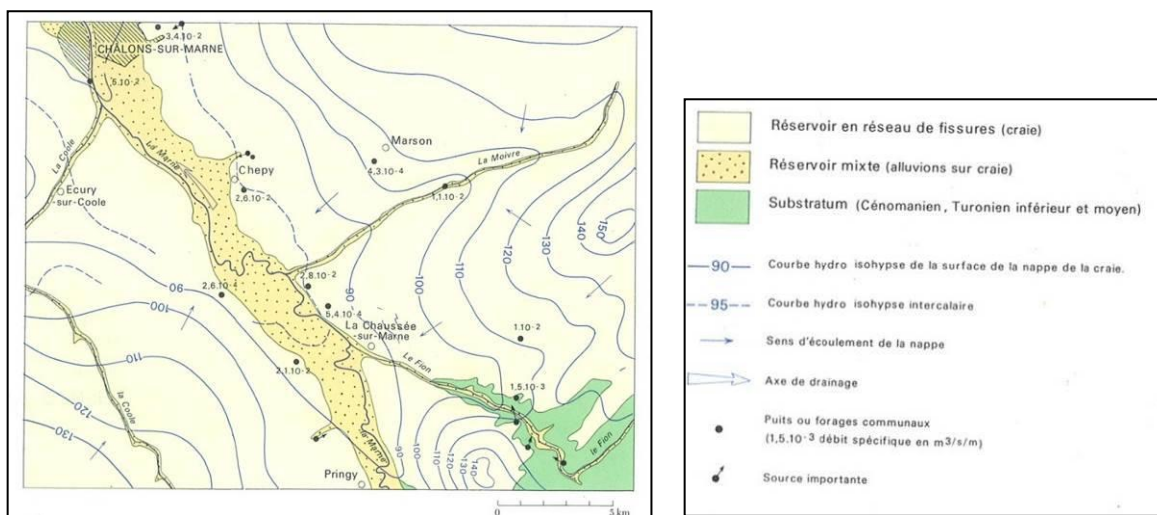 CHÂLONS-SUR-MARNE
3,4.10-2
5.10-2
La Coole
La Marne
Marson
4,3.10-4
La Moivre
Chepy
2,6.10-2
1,1.10-2
Ecury
-sur-Coole
150
140
130
120
110
100
90
2,8.10-2
2,6.10-4
5,4.10-4
La Chaussée
-sur-Marne
1.10-2
Le Fion
2,1.10-2
1,5.10-3
90
100
110
120
130
la Coole
la Marne
90
100
110
120
130
140
le Fion
Pringy
0 5 km
Réservoir en réseau de fissures (craie)
Réservoir mixte (alluvions sur craie)
Substratum (Cénomanien, Turonien inférieur et moyen)
90 Courbe hydro isohypse de la surface de la nappe de la craie.
95 Courbe hydro isohypse intercalaire
Sens d'écoulement de la nappe
Axe de drainage
Puits ou forages communaux
(1,5.10-3 débit spécifique en m3/s/m)
Source importante